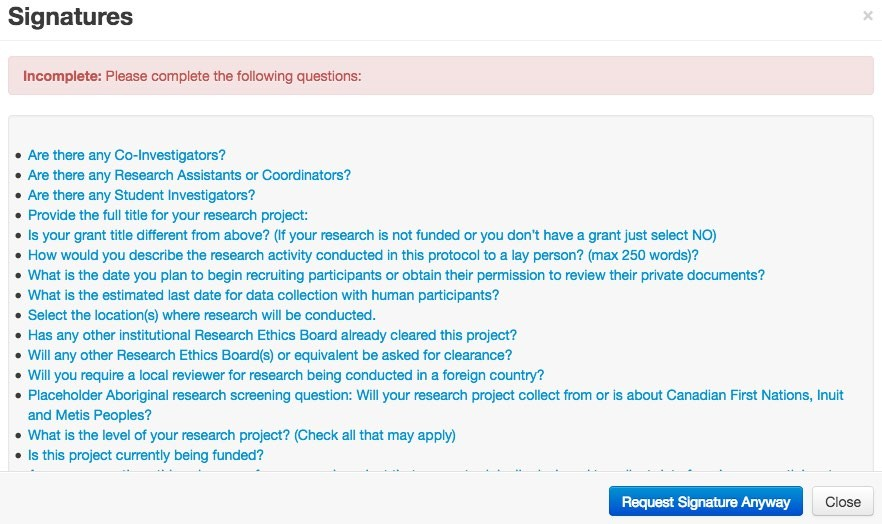 Signatures
×
Incomplete: Please complete the following questions:
• Are there any Co-Investigators?
• Are there any Research Assistants or Coordinators?
• Are there any Student Investigators?
• Provide the full title for your research project:
• Is your grant title different from above? (If your research is not funded or you don't have a grant just select NO)
• How would you describe the research activity conducted in this protocol to a lay person? (max 250 words)?
• What is the date you plan to begin recruiting participants or obtain their permission to review their private documents?
• What is the estimated last date for data collection with human participants?
• Select the location(s) where research will be conducted.
• Has any other institutional Research Ethics Board already cleared this project?
• Will any other Research Ethics Board(s) or equivalent be asked for clearance?
• Will you require a local reviewer for research being conducted in a foreign country?
• Placeholder Aboriginal research screening question: Will your research project collect from or is about Canadian First Nations, Inuit
and Metis Peoples?
• What is the level of your research project? (Check all that may apply)
• Is this project currently being funded?
Request Signature Anyway
Close